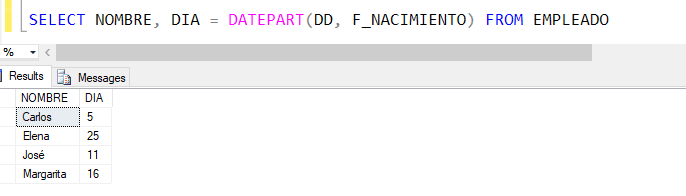 SELECT NOMBRE, DIA = DATEPART(DD, F_NACIMIENTO) FROM EMPLEADO
%
Results Messages
NOMBRE DIA
Carlos 5
Elena 25
José 11
Margarita 16